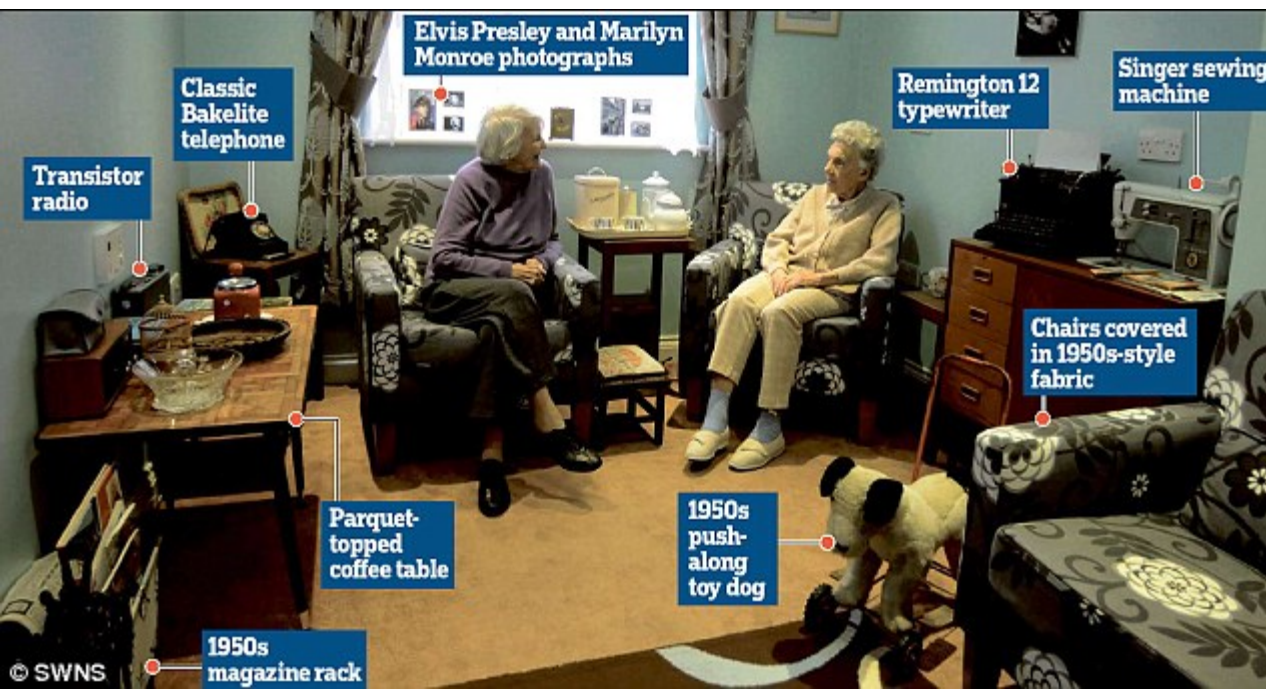 Elvis Presley and Marilyn
Monroe photographs
Classic
Bakelite
telephone
Remington 12
typewriter
Singer sewing
machine
Transistor
radio
Chairs covered
in 1950s-style
fabric
Parquet-
topped
coffee table
1950s
push-
along
toy dog
1950s
magazine rack
© SWNS